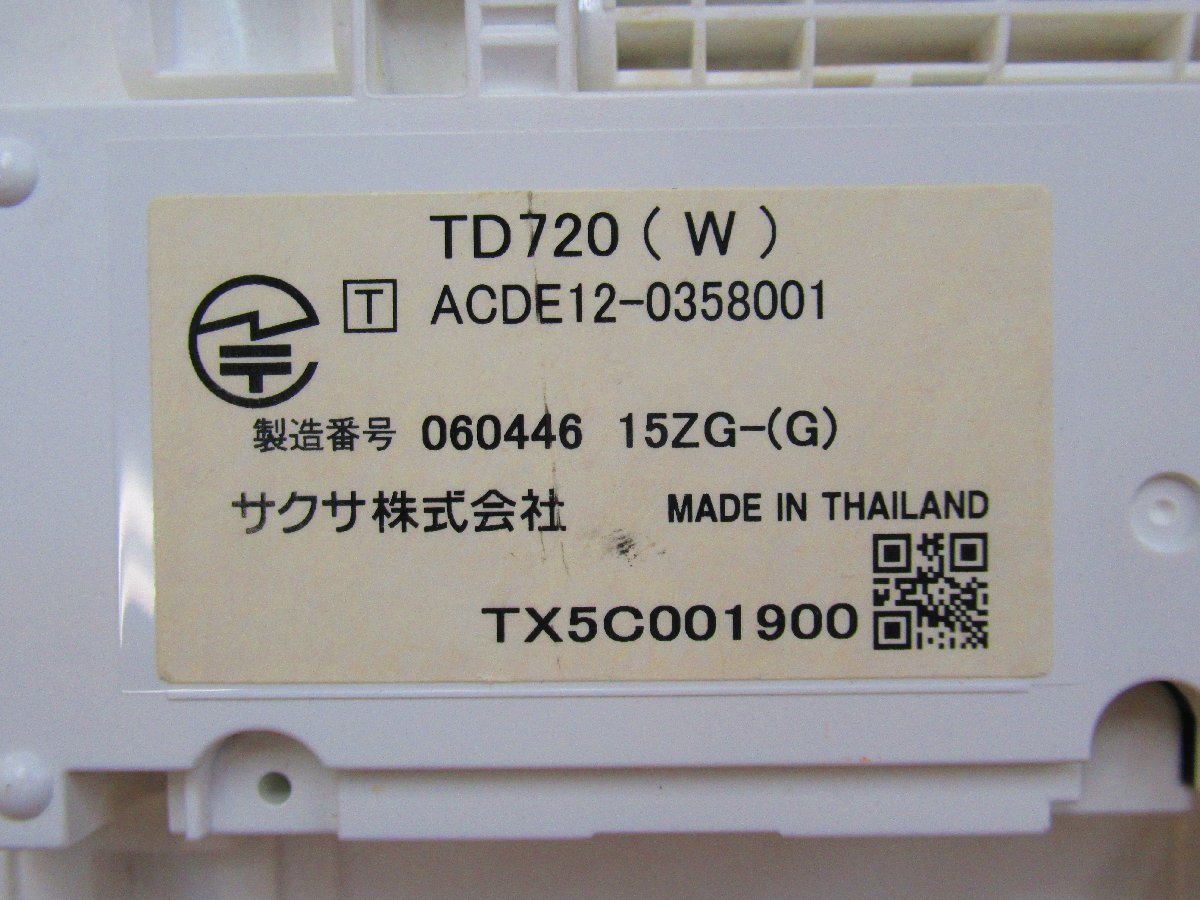 TD720 ( W )
T ACDE12-0358001
製造番号 060446 15ZG-(G)
サクサ株式会社 MADE IN THAILAND
TX5C001900